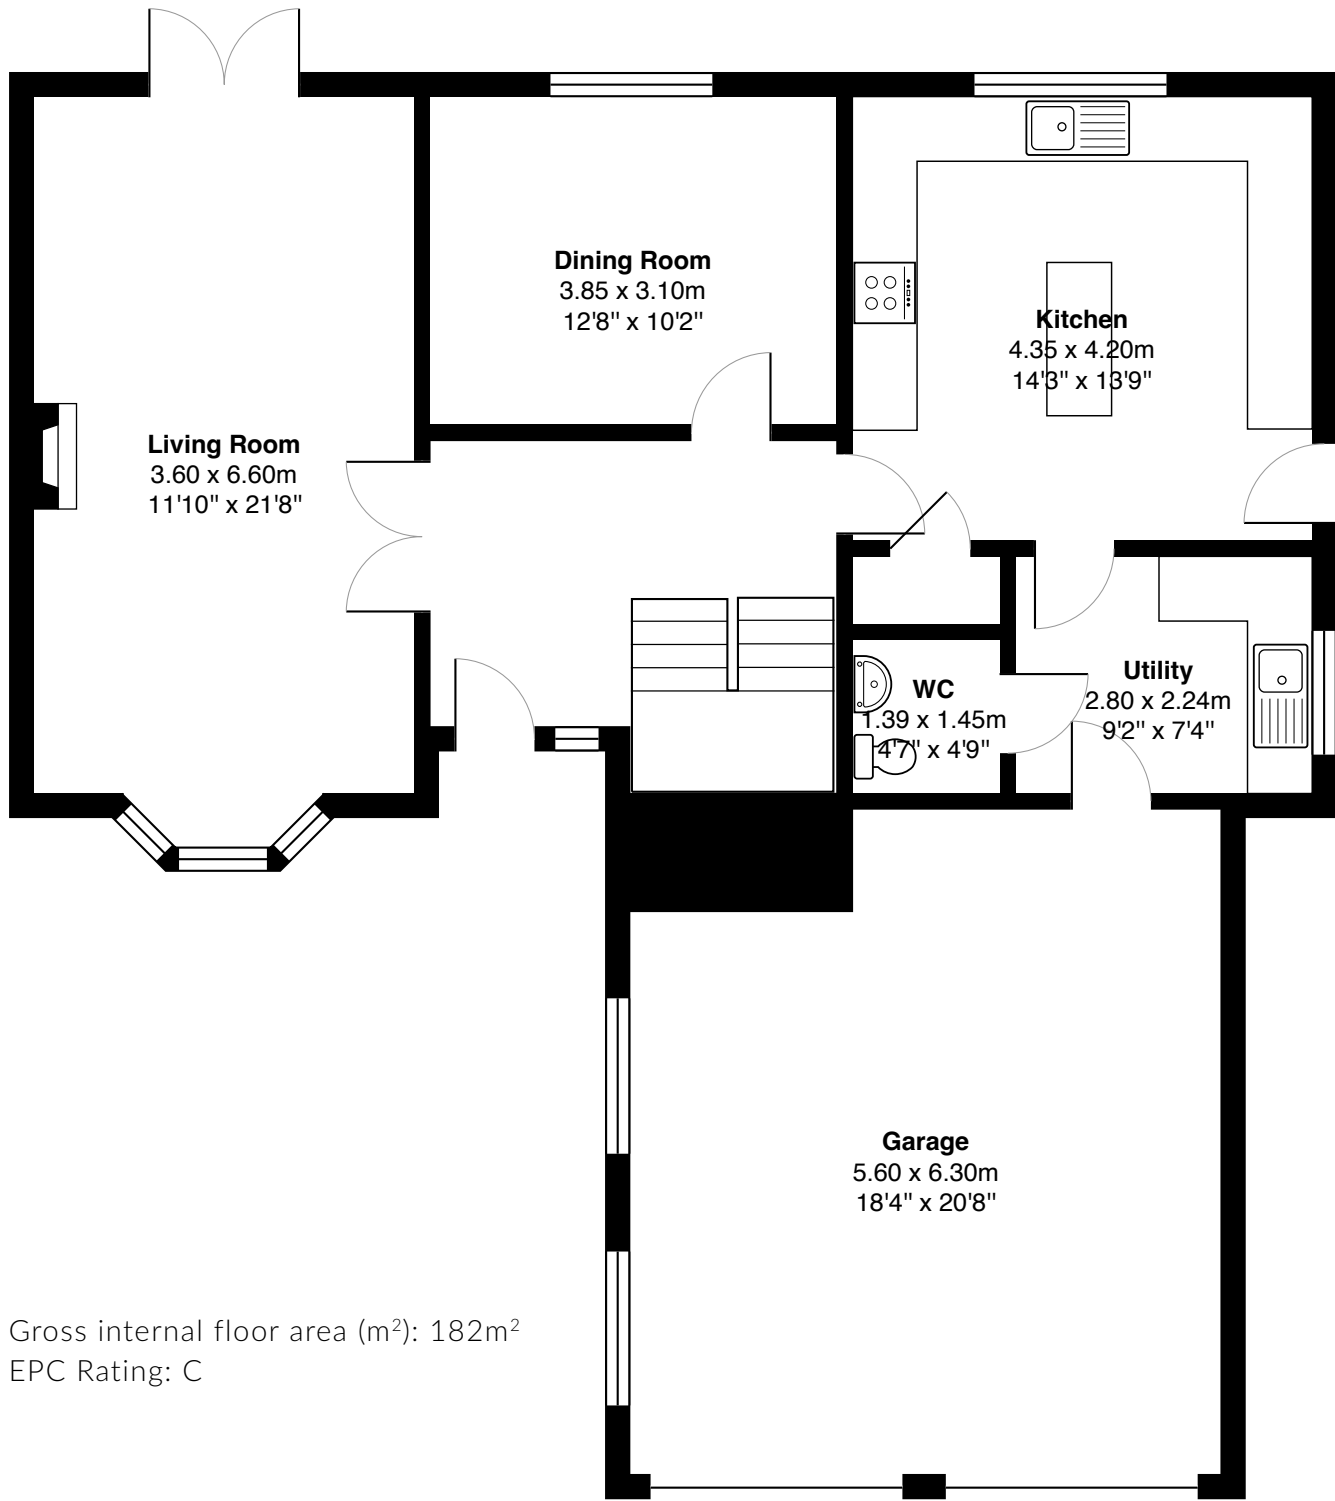 Dining Room
3.85 x 3.10m
12'8" x 10'2"
Kitchen
4.35 x 4.20m
14'3" x 13'9"
Living Room
3.60 x 6.60m
11'10" x 21'8"
WC
1.39 x 1.45m
4'7" x 4'9"
Utility
2.80 x 2.24m
9'2" x 7'4"
Garage
5.60 x 6.30m
18'4" x 20'8"
Gross internal floor area (m²): 182m²
EPC Rating: C